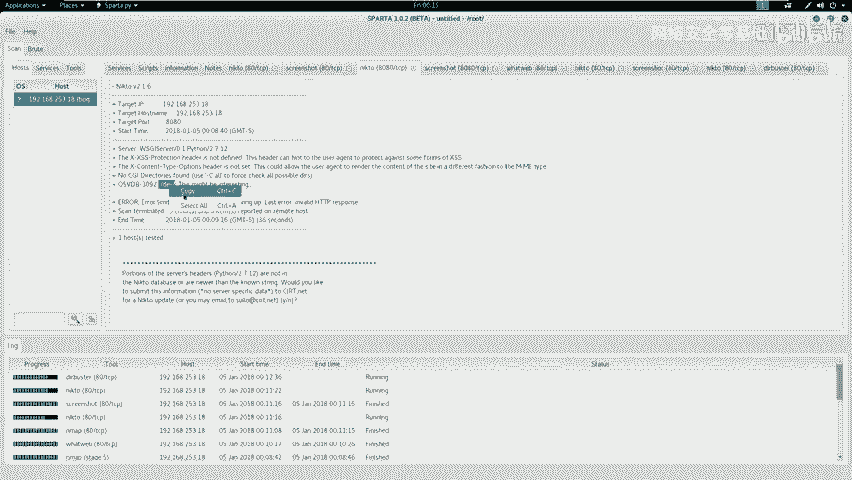 Applications Places Sparta.py Fri 00:13
SPARTA 1.0.2 (BETA) - untitled - /root/
File Help
Scan Brute
Hosts Services Tools
Services Scripts Information Notes nikto (80/tcp) screenshot (80/tcp) nikto (8080/tcp) screenshot (8080/tcp) whatweb (80/tcp) screenshot (80/tcp) nikto (80/tcp) dirbuster (80/tcp)
OS Host
? 192.168.253.18
- Nikto v2.1.6
+ Target IP: 192.168.253.18
+ Target Hostname: 192.168.253.18
+ Target Port: 8080
+ Start Time: 2018-01-05 00:08:40 (GMT-5)
+ Server: WSGIServer/0.1 Python/2.7.12
+ The X-XSS-Protection header is not defined. This header can hint to the user agent to protect against some forms of XSS
+ The X-Content-Type-Options header is not set. This could allow the user agent to render the content of the site in a different fashion to the MIME type
+ No CGI Directories found (use '-C all' to force check all possible dirs)
+ OSVDB-3092: This might be interesting...
Copy Ctrl+C
+ ERROR: Error limit Last error: invalid HTTP response
Select All Ctrl+A
+ Scan terminated: reported on remote host
+ End Time: 2018-01-05 00:09:16 (GMT-5) (36 seconds)
+ 1 host(s) tested
Portions of the server's headers (Python/2.7.12) are not in
the Nikto database or are newer than the known string. Would you like
to submit this information (*no server specific data*) to CIRT.net
for a Nikto update (or you may email to sullo@cirt.net) (y/n)?
Log
Progress Tool Host Start time End time Status
dirbuster (80/tcp) 192.168.253.18 05 Jan 2018 00:12:36 Running
nikto (80/tcp) 192.168.253.18 05 Jan 2018 00:11:22 Running
screenshot (80/tcp) 192.168.253.18 05 Jan 2018 00:11:16 05 Jan 2018 00:11:16 Finished
nikto (80/tcp) 192.168.253.18 05 Jan 2018 00:11:16 Running
nmap (80/tcp) 192.168.253.18 05 Jan 2018 00:11:08 05 Jan 2018 00:11:15 Finished
whatweb (80/tcp) 192.168.253.18 05 Jan 2018 00:10:17 05 Jan 2018 00:10:26 Finished
nmap (stage 5) 192.168.253.18 05 Jan 2018 00:08:42 05 Jan 2018 00:08:46 Finished